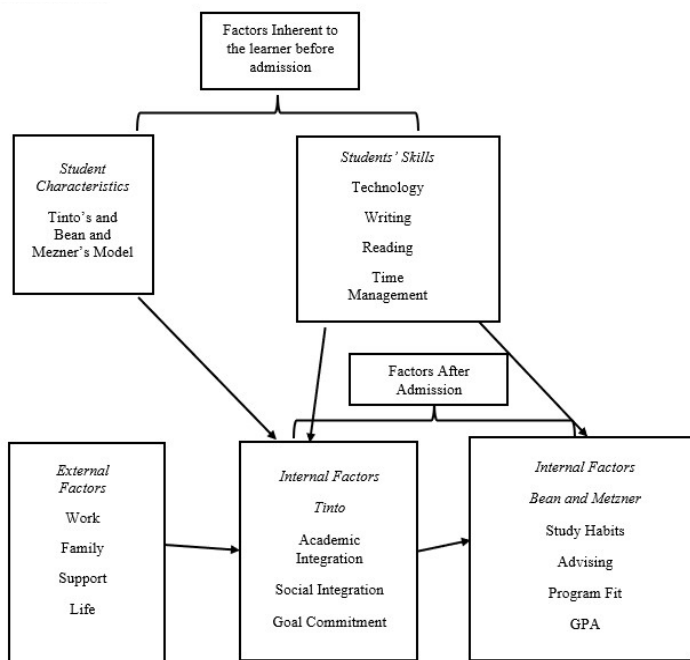 Factors Inherent to
the learner before
admission
Student
Characteristics
Tinto’s and
Bean and
Mezner’s Model
Students’ Skills
Technology
Writing
Reading
Time
Management
Factors After
Admission
External
Factors
Work
Family
Support
Life
Internal Factors
Tinto
Academic
Integration
Social Integration
Goal Commitment
Internal Factors
Bean and Metzner
Study Habits
Advising
Program Fit
GPA